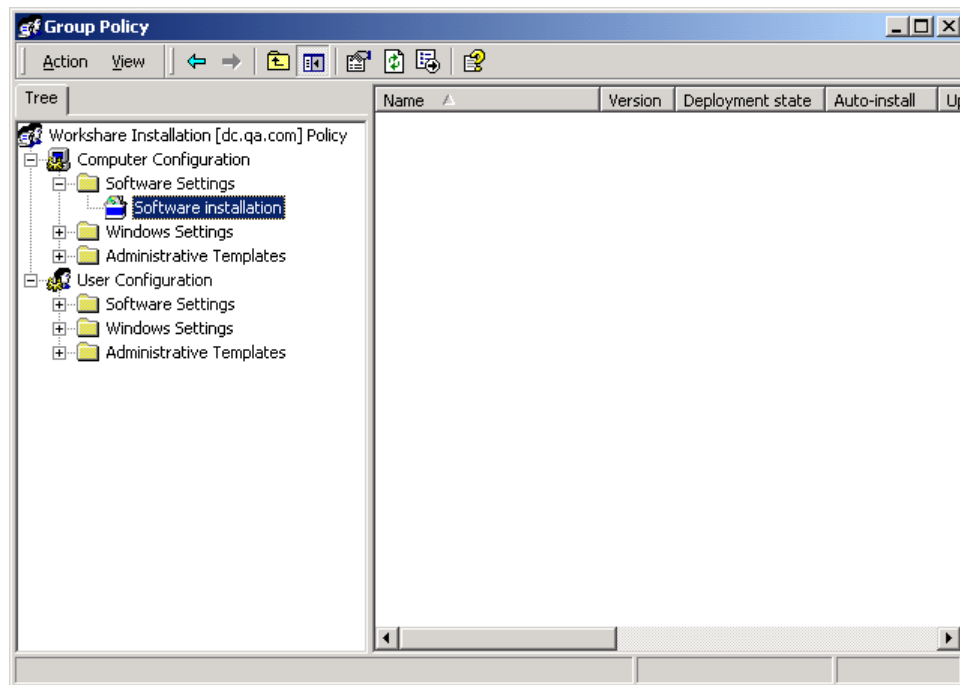 Group Policy
Action View
Tree
Name Version Deployment state Auto-install
Workshare Installation [dc.qa.com] Policy
Computer Configuration
Software Settings
Software installation
Windows Settings
Administrative Templates
User Configuration
Software Settings
Windows Settings
Administrative Templates